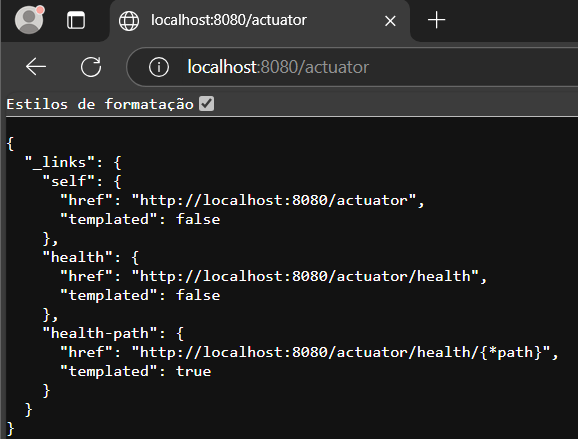 localhost:8080/actuator
localhost:8080/actuator
Estilos de formatação
{
  "_links": {
    "self": {
      "href": "http://localhost:8080/actuator",
      "templated": false
    },
    "health": {
      "href": "http://localhost:8080/actuator/health",
      "templated": false
    },
    "health-path": {
      "href": "http://localhost:8080/actuator/health/{*path}",
      "templated": true
    }
  }
}